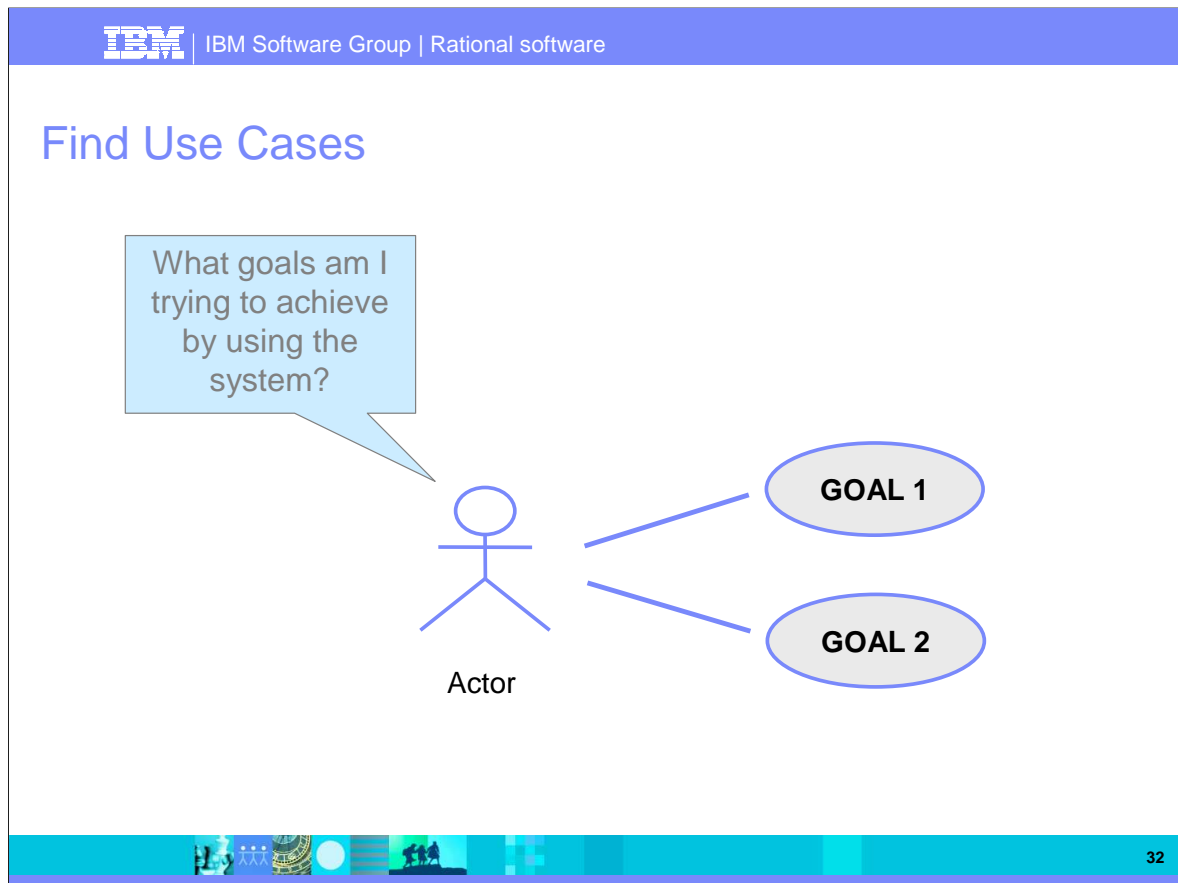 IBM | IBM Software Group | Rational software
Find Use Cases
What goals am I
trying to achieve
by using the
system?
GOAL 1
GOAL 2
Actor
32